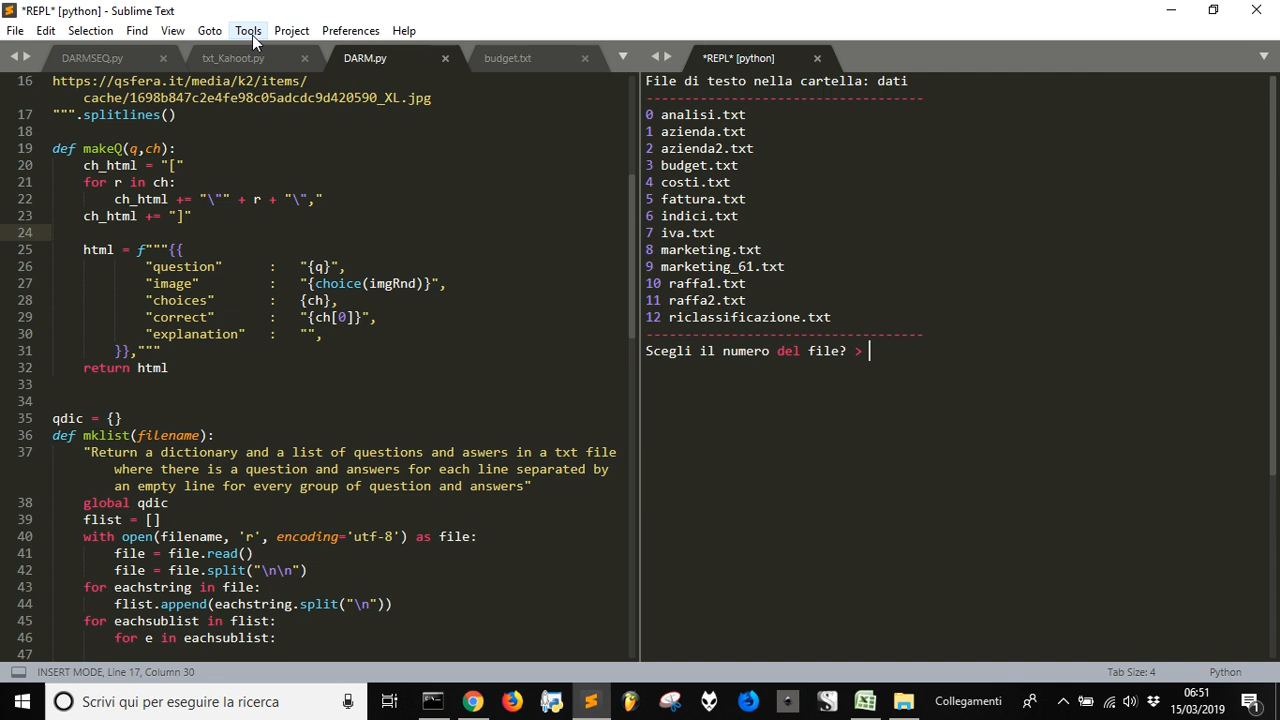 *REPL* [python] - Sublime Text
File Edit Selection Find View Goto Tools Project Preferences Help
DARMSEQ.py txt_Kahoot.py DARM.py budget.txt
16 https://qsfera.it/media/k2/items/
cache/1698b847c2e4fe98c05adcdc9d420590_XL.jpg
17 """.splitlines()
18
19 def makeQ(q,ch):
20 ch_html = "["
21 for r in ch:
22 ch_html += "\"" + r + "\","
23 ch_html += "]"
24
25 html = f"""{{
26 "question" : "{q}",
27 "image" : "{choice(imgRnd)}",
28 "choices" : {ch},
29 "correct" : "{ch[0]}",
30 "explanation" : "",
31 }},"""
32 return html
33
34
35 qdic = {}
36 def mklist(filename):
37 "Return a dictionary and a list of questions and aswers in a txt file
where there is a question and answers for each line separated by
an empty line for every group of question and answers"
38 global qdic
39 flist = []
40 with open(filename, 'r', encoding='utf-8') as file:
41 file = file.read()
42 file = file.split("\n\n")
43 for eachstring in file:
44 flist.append(eachstring.split("\n"))
45 for eachsublist in flist:
46 for e in eachsublist:
47
*REPL* [python]
File di testo nella cartella: dati
------------------------------------
0 analisi.txt
1 azienda.txt
2 azienda2.txt
3 budget.txt
4 costi.txt
5 fattura.txt
6 indici.txt
7 iva.txt
8 marketing.txt
9 marketing_61.txt
10 raffa1.txt
11 raffa2.txt
12 riclassificazione.txt
------------------------------------
Scegli il numero del file? >
INSERT MODE, Line 17, Column 30 Tab Size: 4 Python
Scrivi qui per eseguire la ricerca Collegamenti 06:51
15/03/2019 1